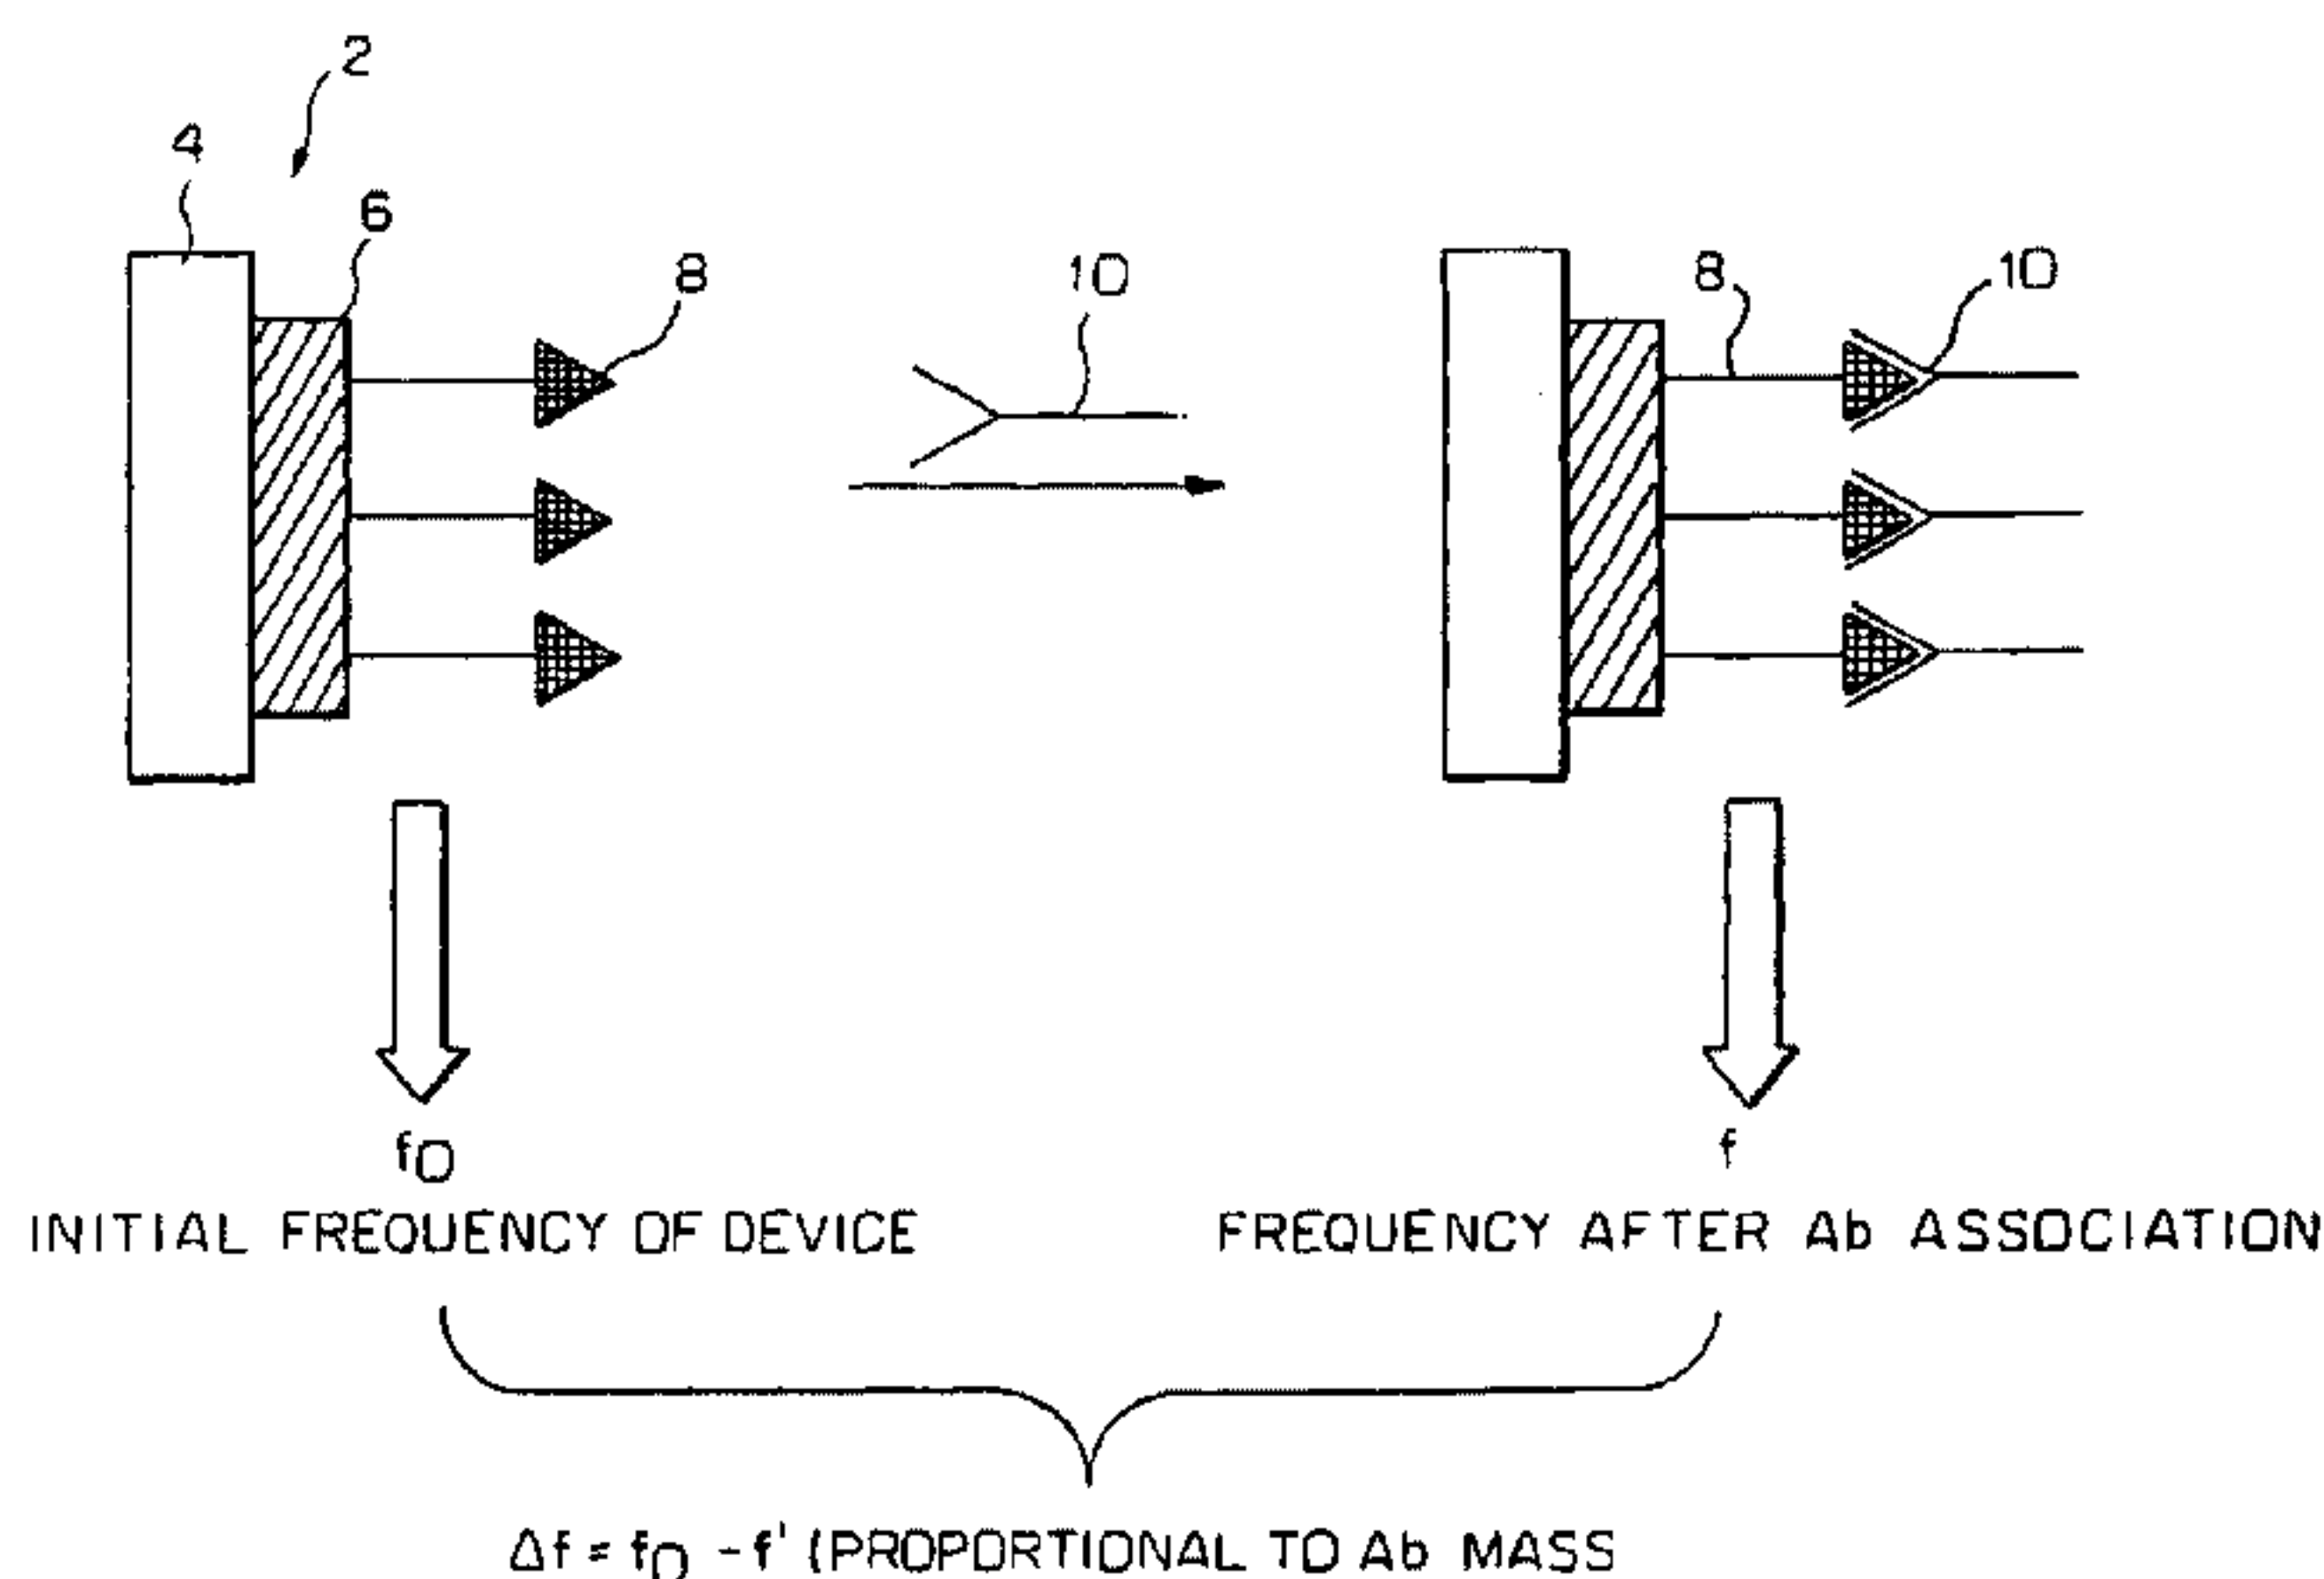 2
4
6
8
10
8
10
f0
f
INITIAL FREQUENCY OF DEVICE
FREQUENCY AFTER Ab ASSOCIATION
Δf = f0 - f' (PROPORTIONAL TO Ab MASS